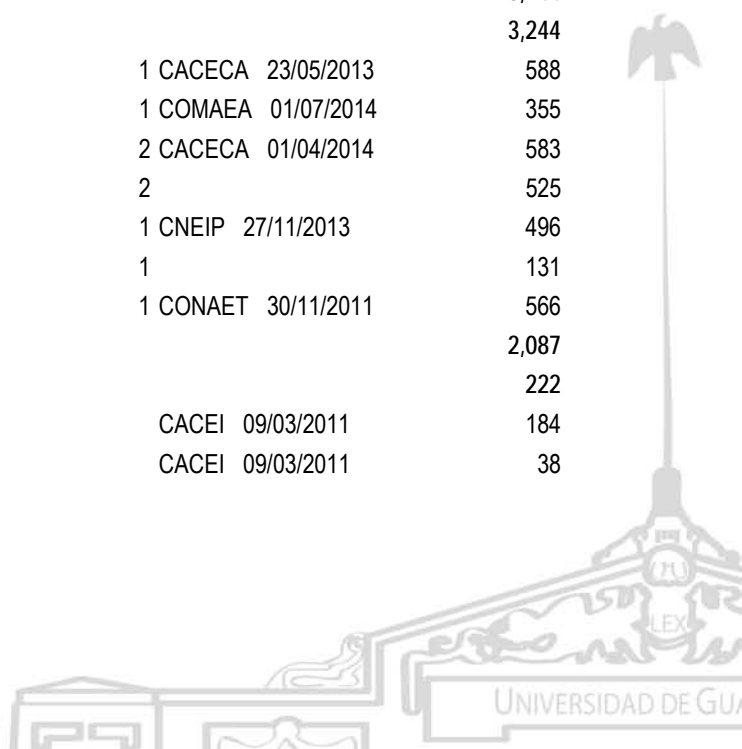 3,244
1 CACECA 23/05/2013 588
1 COMAEA 01/07/2014 355
2 CACECA 01/04/2014 583
2 525
1 CNEIP 27/11/2013 496
1 131
1 CONAET 30/11/2011 566
2,087
222
CACEI 09/03/2011 184
CACEI 09/03/2011 38
LEX
UNIVERSIDAD DE GUA